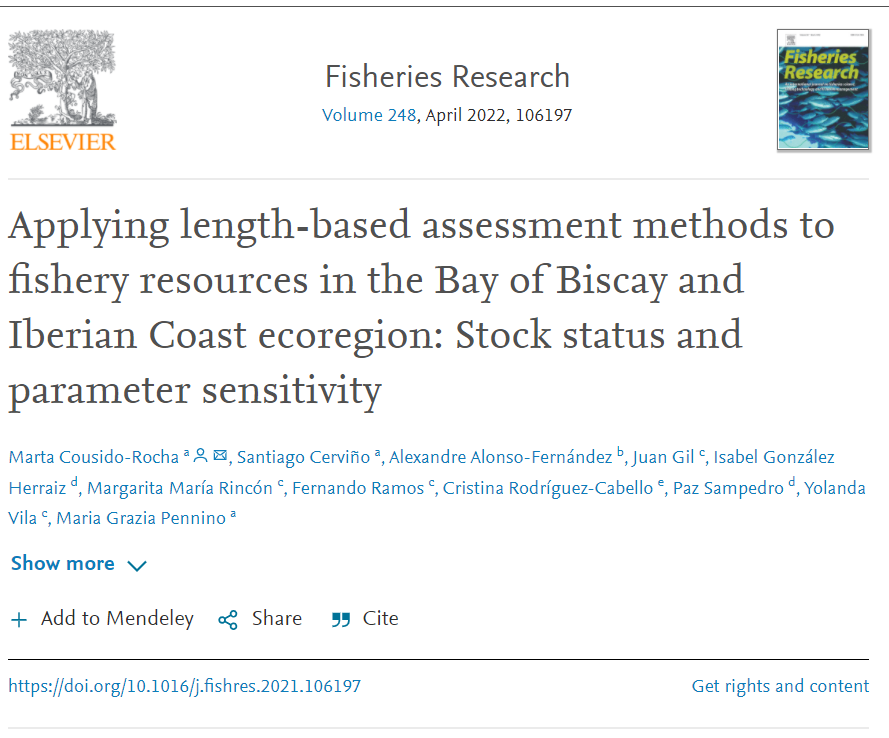 ELSEVIER
Fisheries Research
Volume 248, April 2022, 106197
Fisheries
Research
Applying length-based assessment methods to
fishery resources in the Bay of Biscay and
Iberian Coast ecoregion: Stock status and
parameter sensitivity
Marta Cousido-Rocha a, Santiago Cerviño a, Alexandre Alonso-Fernández b, Juan Gil c, Isabel González
Herraiz d, Margarita María Rincón c, Fernando Ramos c, Cristina Rodríguez-Cabello e, Paz Sampedro d, Yolanda
Vila c, Maria Grazia Pennino a
Show more
+ Add to Mendeley Share Cite
https://doi.org/10.1016/j.fishres.2021.106197 Get rights and content